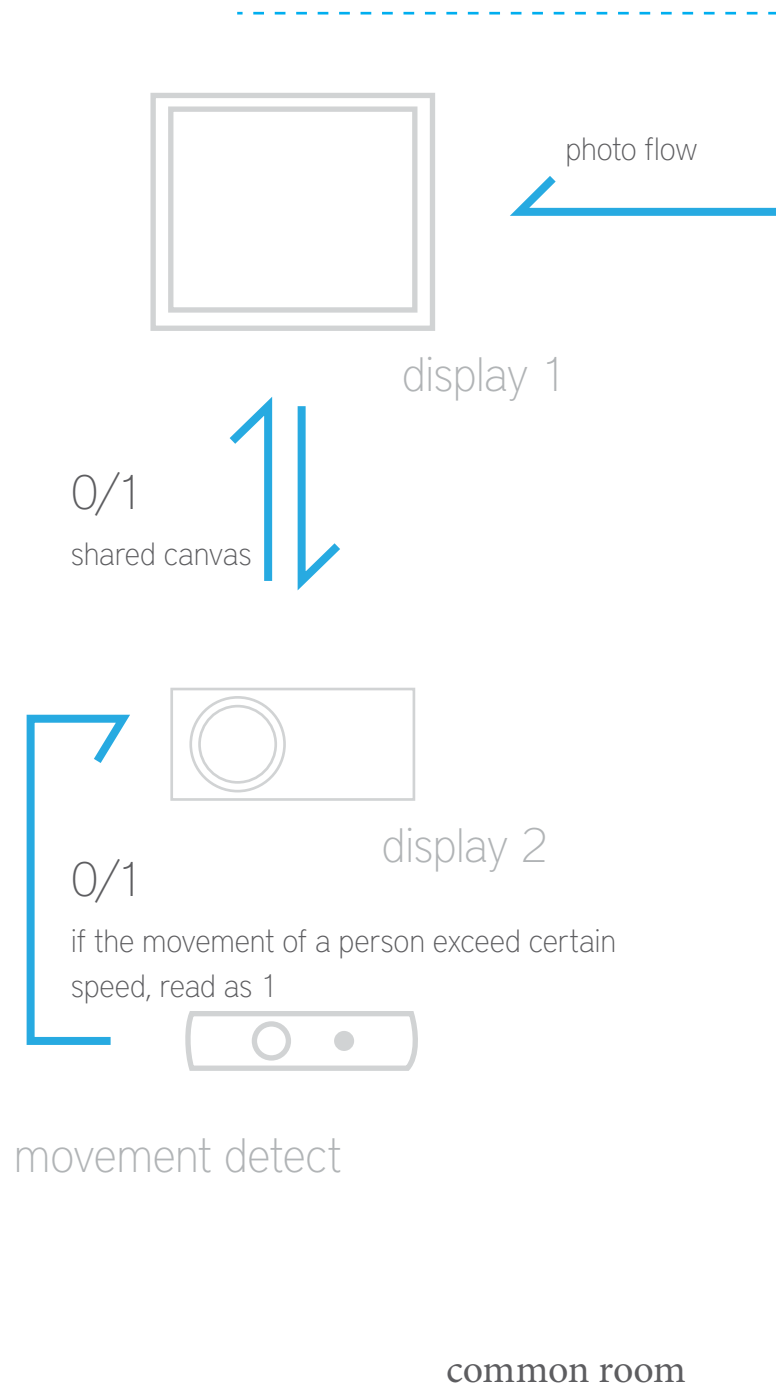 photo flow
display 1
0/1
shared canvas
display 2
0/1
if the movement of a person exceed certain
speed, read as 1
movement detect
common room